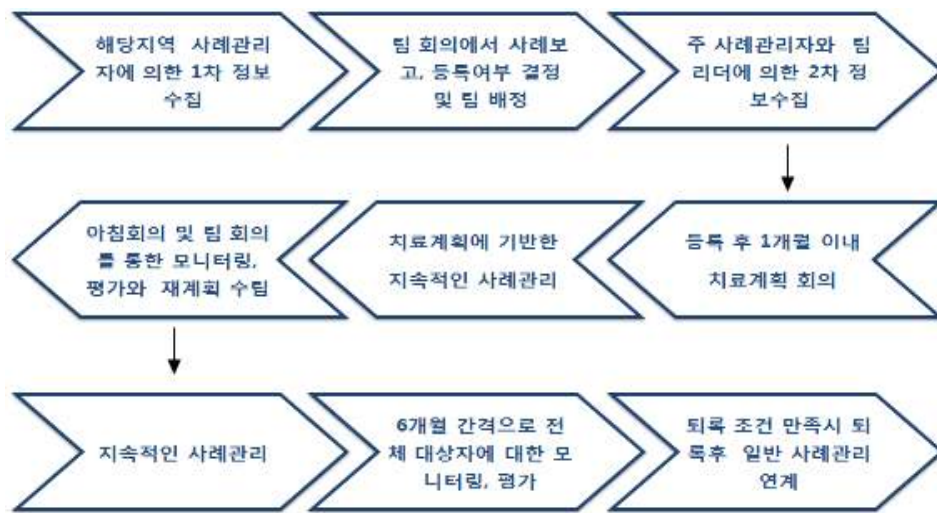 해당지역 사례관리
자에 의한 1차 정보
수집
팀 회의에서 사례보
고, 등록여부 결정
및 팀 배정
주 사례관리자와 팀
리더에 의한 2차 정
보수집
등록 후 1개월 이내
치료계획 회의
치료계획에 기반한
지속적인 사례관리
아침회의 및 팀 회의
를 통한 모니터링,
평가와 재계획 수립
지속적인 사례관리
6개월 간격으로 전
체 대상자에 대한 모
니터링, 평가
퇴록 조건 만족시 퇴
록후 일반 사례관리
연계